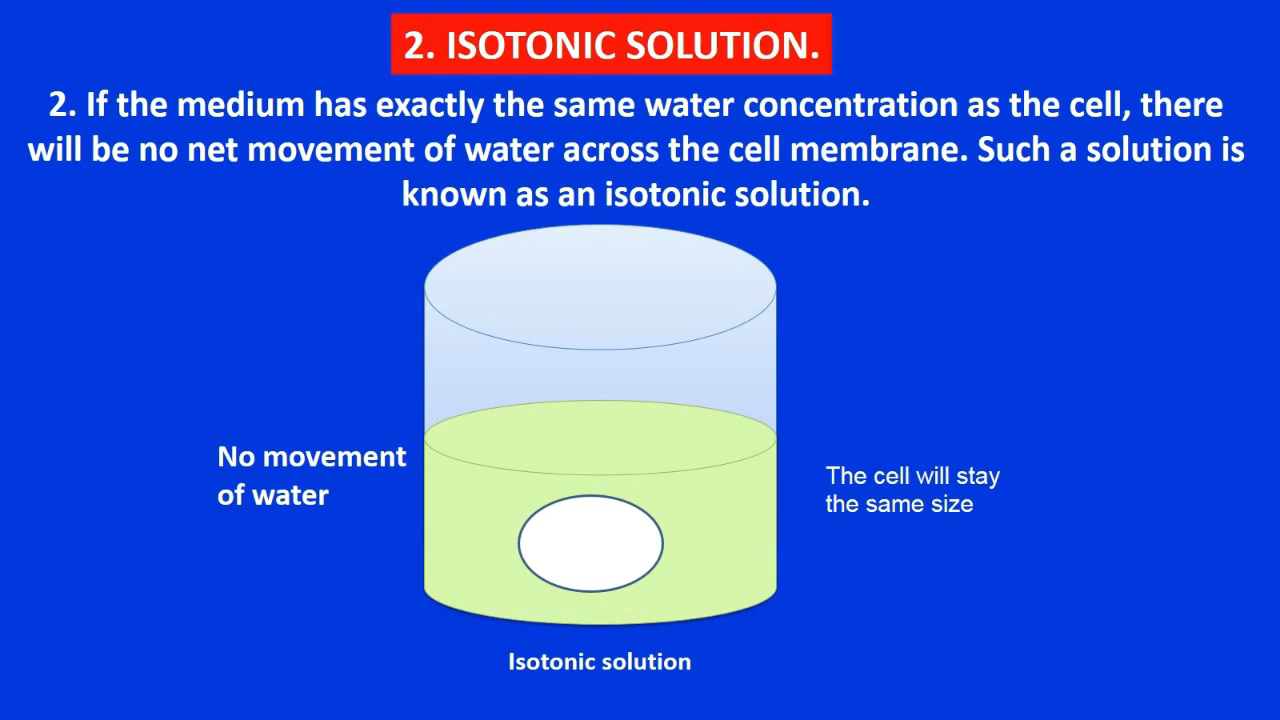 2. ISOTONIC SOLUTION.
2. If the medium has exactly the same water concentration as the cell, there
will be no net movement of water across the cell membrane. Such a solution is
known as an isotonic solution.
No movement
of water
The cell will stay
the same size
Isotonic solution